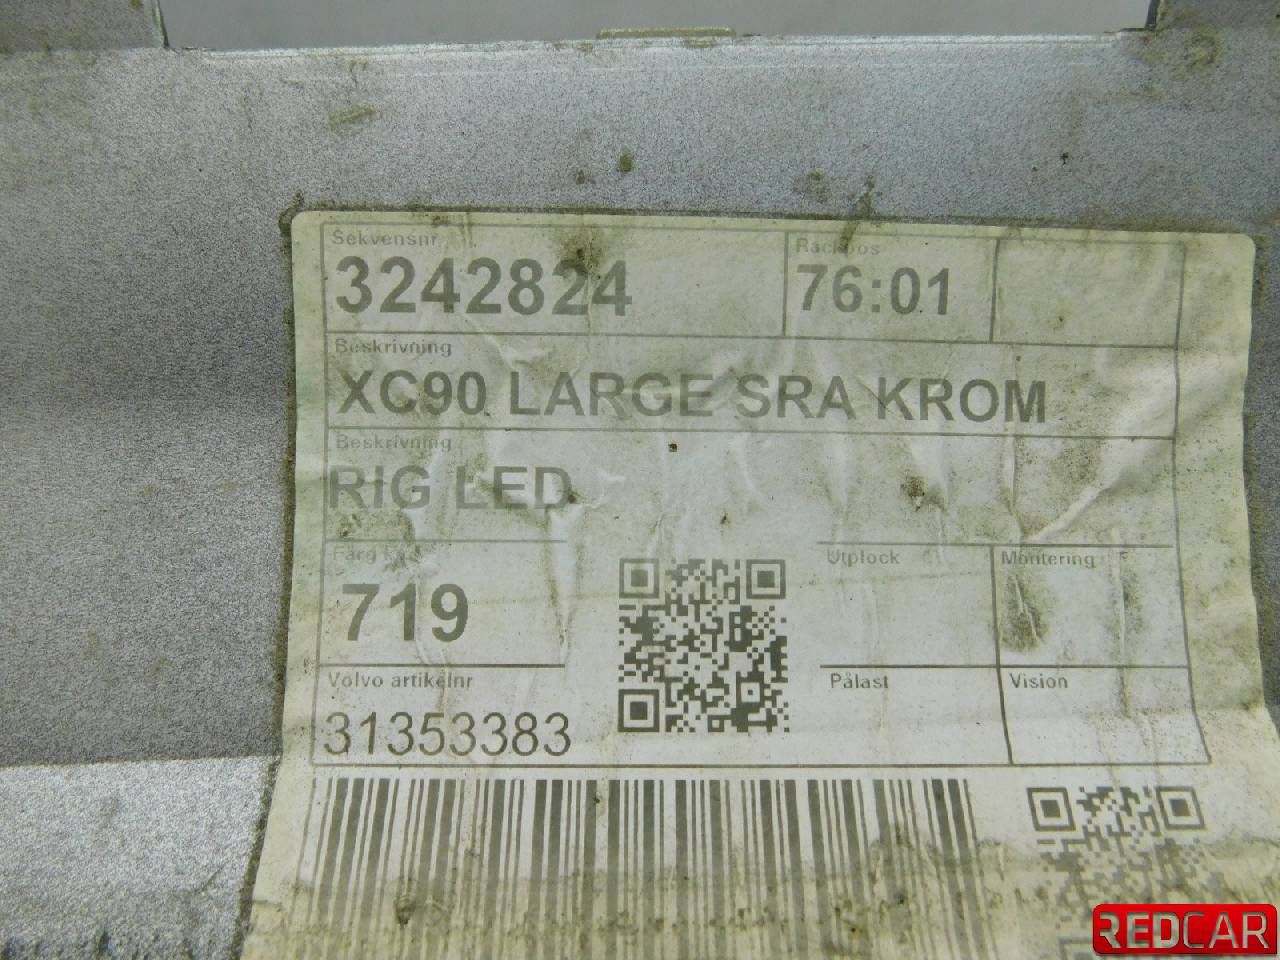 Sekvensnr
Rackpos
3242824
76:01
Beskrivning
XC90 LARGE SRA KROM
Beskrivning
RIG LED
Färg
Utplock
Montering
719
Volvo artikelnr
Pålast
Vision
31353383
REDCAR